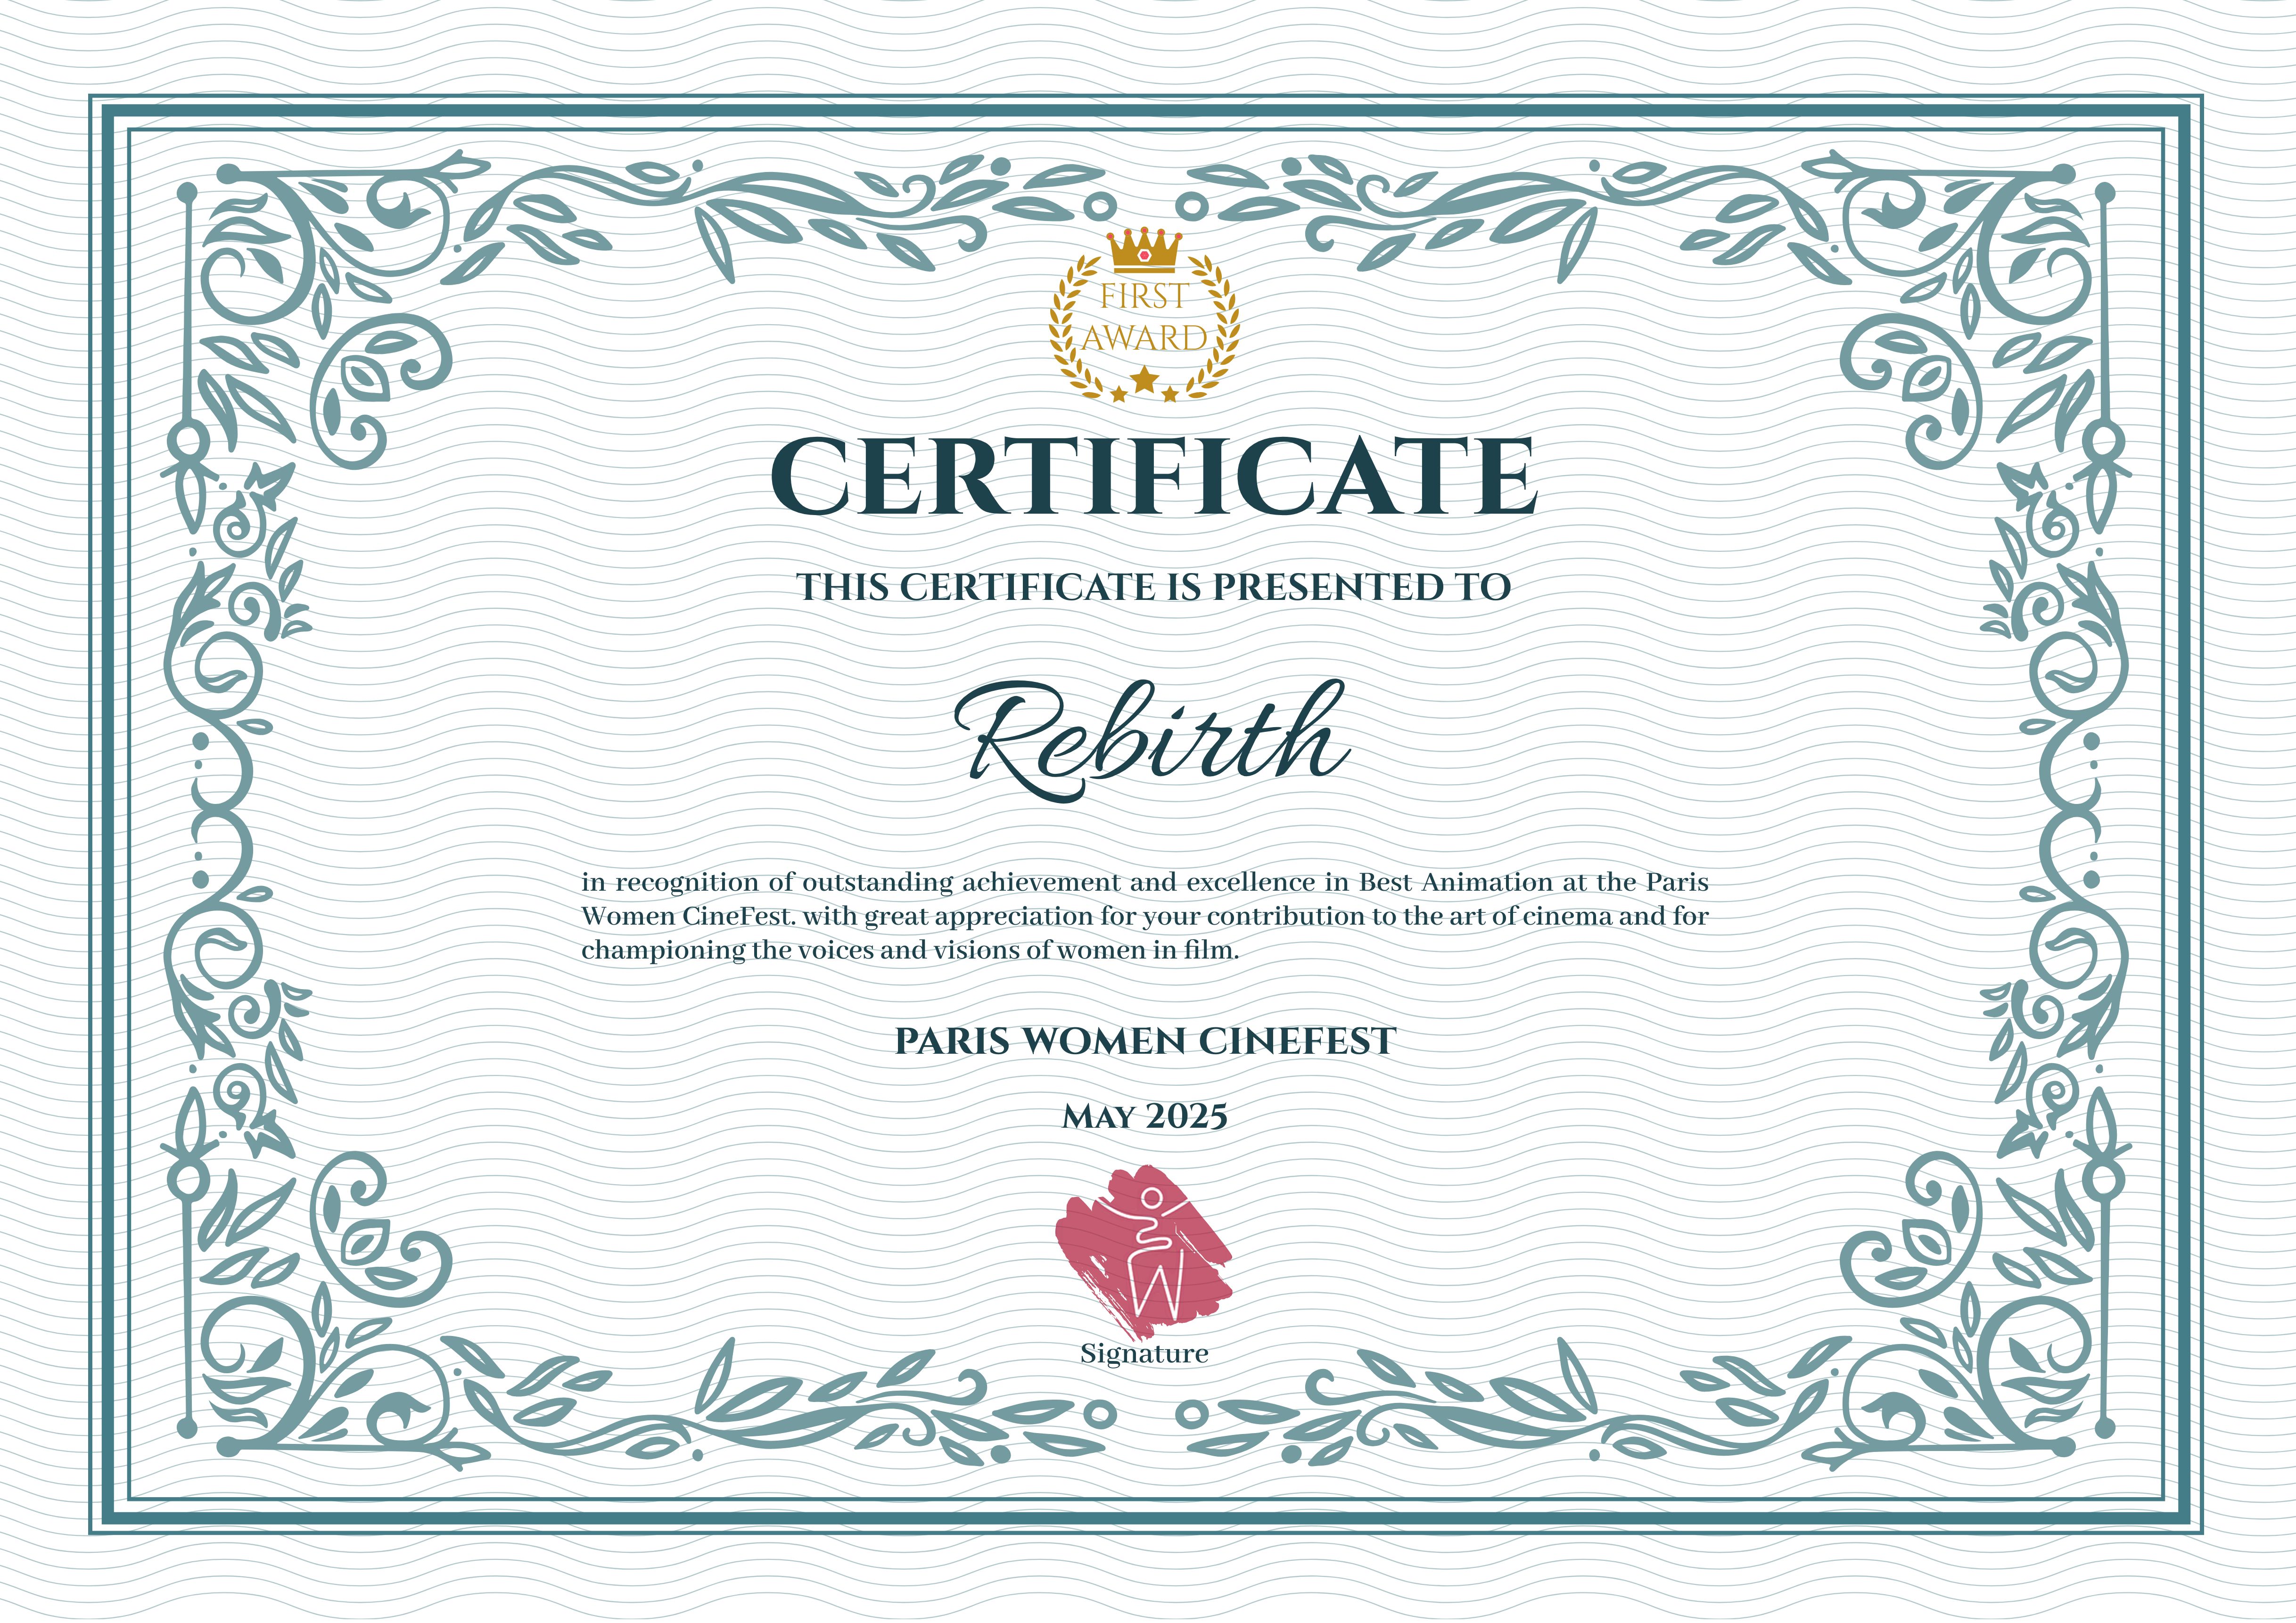 FIRST
AWARD
CERTIFICATE
THIS CERTIFICATE IS PRESENTED TO
Rebirth
in recognition of outstanding achievement and excellence in Best Animation at the Paris
Women CineFest. with great appreciation for your contribution to the art of cinema and for
championing the voices and visions of women in film.
PARIS WOMEN CINEFEST
MAY 2025
W
Signature